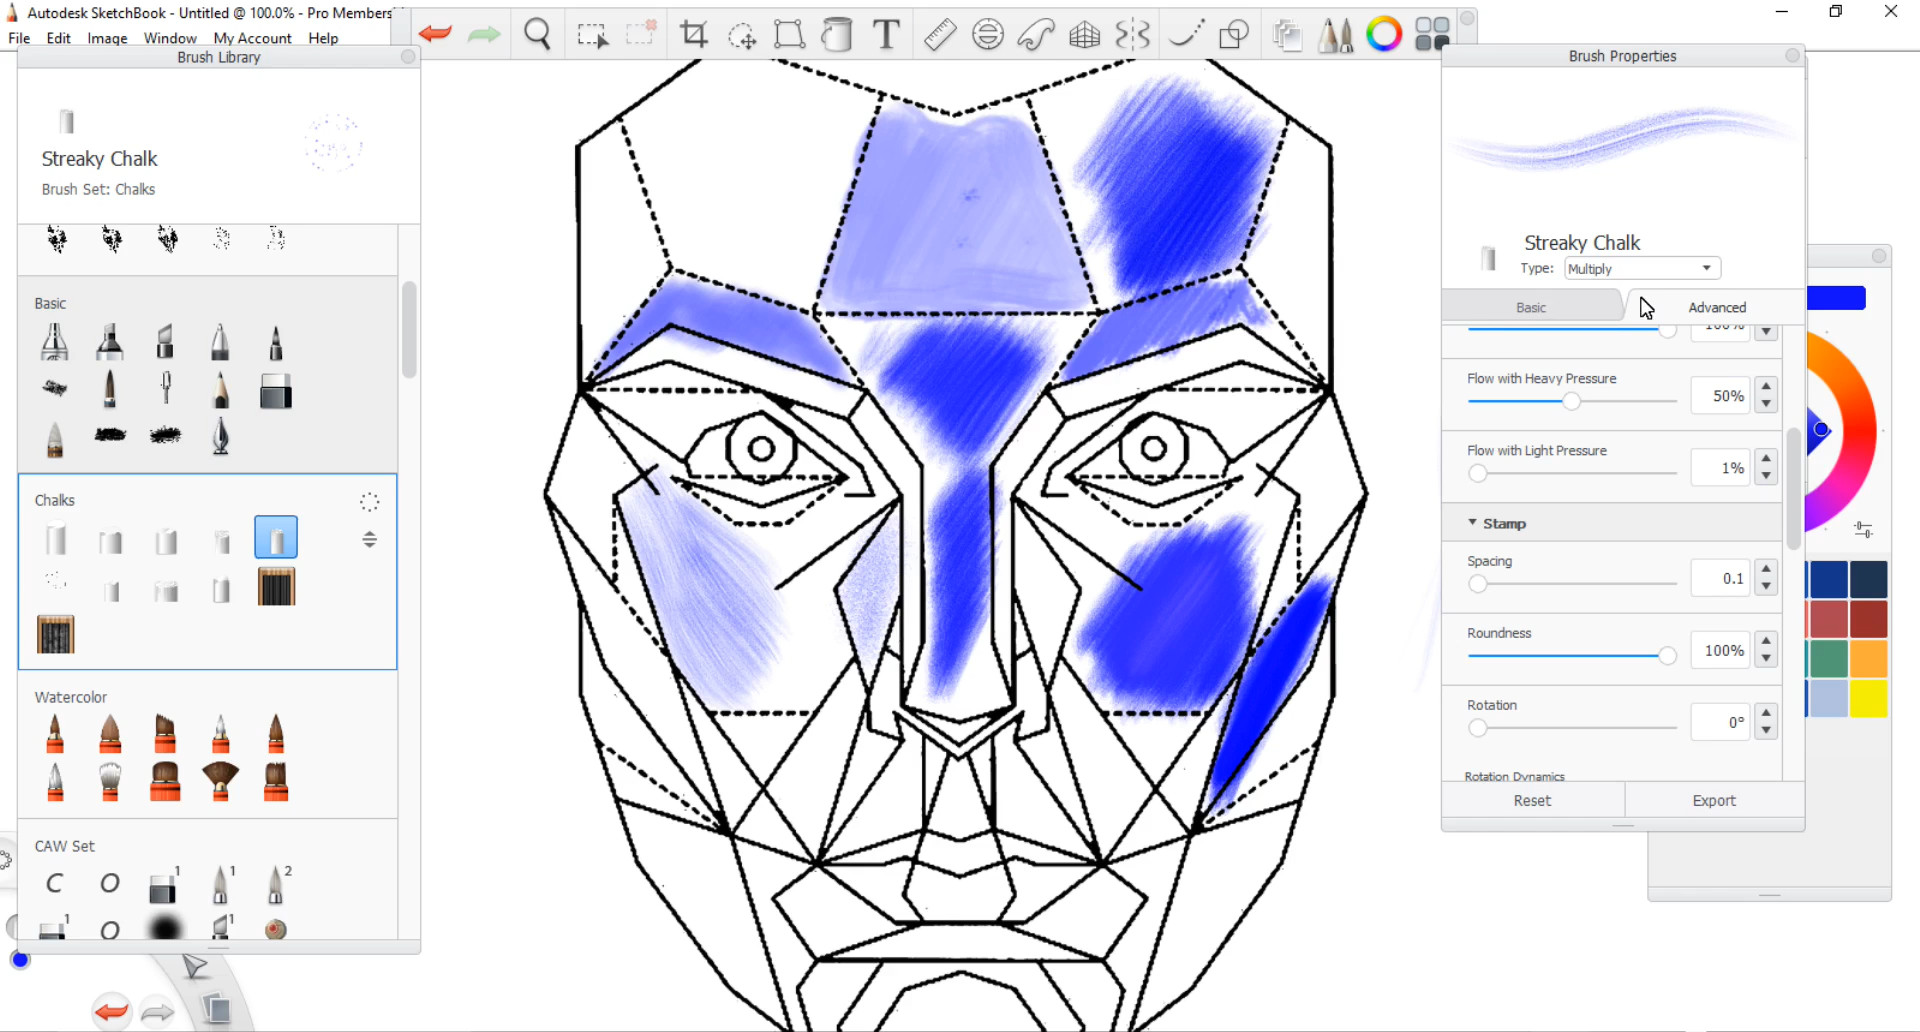 Autodesk SketchBook - Untitled @ 100.0% - Pro Members
File Edit Image Window My Account Help
T
Brush Library
Streaky Chalk
Brush Set: Chalks
Basic
Chalks
Watercolor
CAW Set
C O 1 1 2
O 1
Brush Properties
Streaky Chalk
Type: Multiply
Basic Advanced
100%
Flow with Heavy Pressure
50%
Flow with Light Pressure
1%
Stamp
Spacing
0.1
Roundness
100%
Rotation
0°
Rotation Dynamics
Reset Export